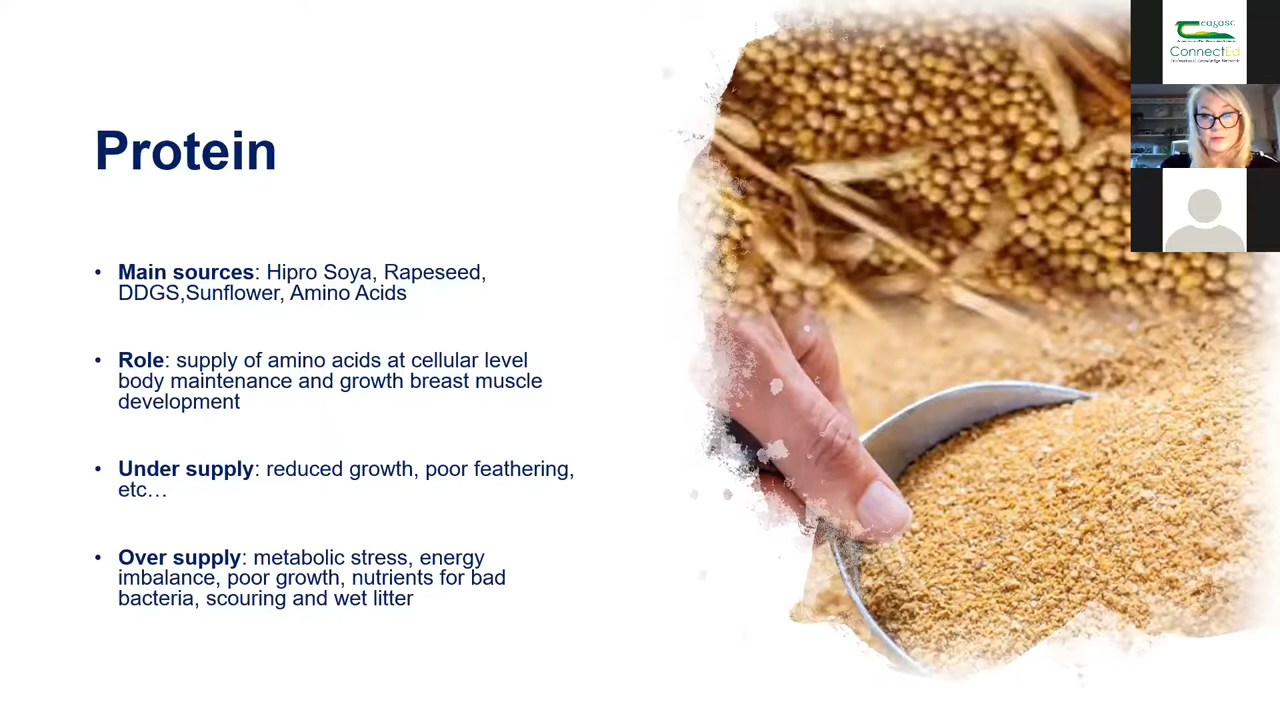 Protein
• Main sources: Hipro Soya, Rapeseed,
DDGS,Sunflower, Amino Acids
• Role: supply of amino acids at cellular level
body maintenance and growth breast muscle
development
• Under supply: reduced growth, poor feathering,
etc…
• Over supply: metabolic stress, energy
imbalance, poor growth, nutrients for bad
bacteria, scouring and wet litter
eagasc
ConnectEd